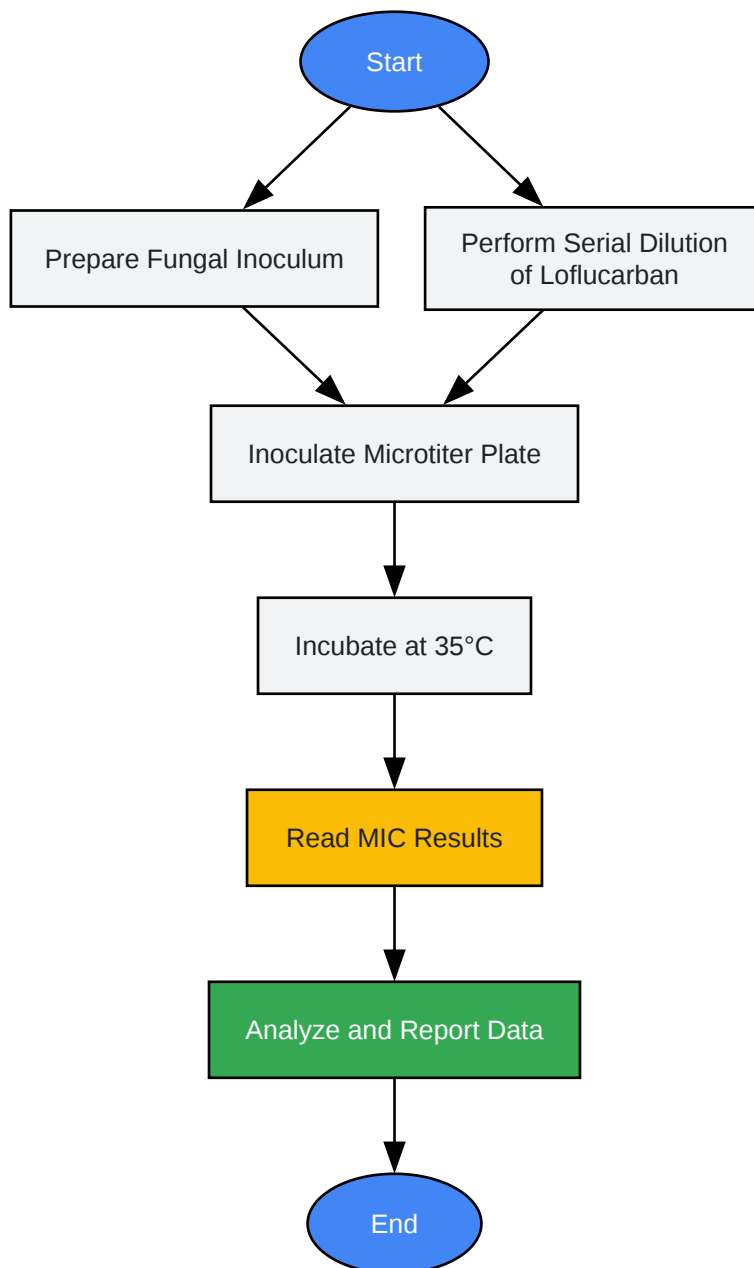 Start
Prepare Fungal Inoculum
Perform Serial Dilution
of Loflucarban
Inoculate Microtiter Plate
Incubate at 35°C
Read MIC Results
Analyze and Report Data
End